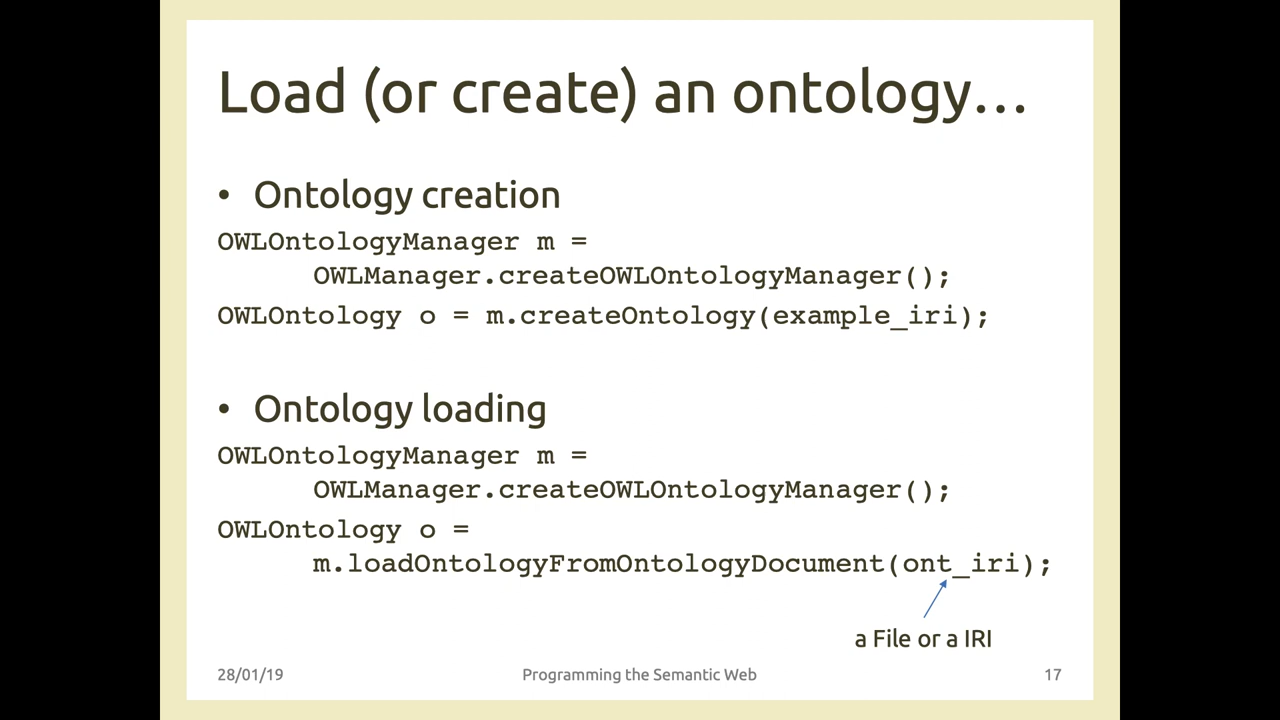 Load (or create) an ontology…
• Ontology creation
OWLOntologyManager m =
OWLManager.createOWLOntologyManager();
OWLOntology o = m.createOntology(example_iri);
• Ontology loading
OWLOntologyManager m =
OWLManager.createOWLOntologyManager();
OWLOntology o =
m.loadOntologyFromOntologyDocument(ont_iri);
a File or a IRI
28/01/19
Programming the Semantic Web
17